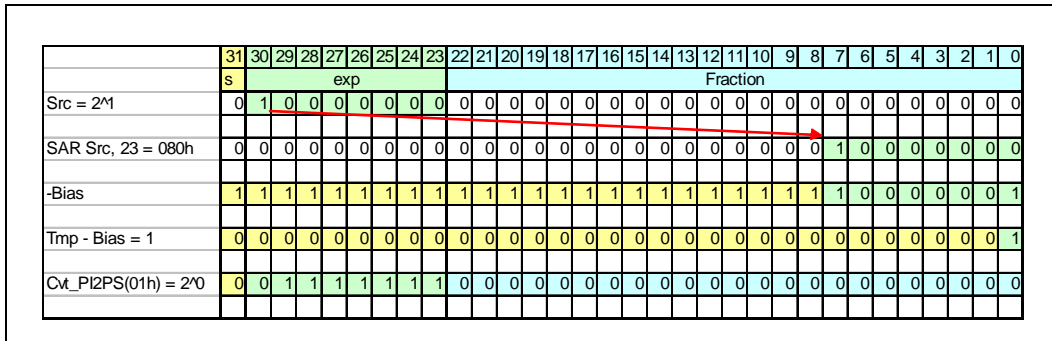 31 30 29 28 27 26 25 24 23 22 21 20 19 18 17 16 15 14 13 12 11 10 9 8 7 6 5 4 3 2 1 0
s exp Fraction
Src = 2^1 0 1 0 0 0 0 0 0 0 0 0 0 0 0 0 0 0 0 0 0 0 0 0 0 0 0 0 0 0 0 0 0
SAR Src, 23 = 080h 0 0 0 0 0 0 0 0 0 0 0 0 0 0 0 0 0 0 0 0 0 0 0 0 1 0 0 0 0 0 0 0
-Bias 1 1 1 1 1 1 1 1 1 1 1 1 1 1 1 1 1 1 1 1 1 1 1 1 1 0 0 0 0 0 0 1
Tmp - Bias = 1 0 0 0 0 0 0 0 0 0 0 0 0 0 0 0 0 0 0 0 0 0 0 0 0 0 0 0 0 0 0 0 1
Cvt_PI2PS(01h) = 2^0 0 0 1 1 1 1 1 1 1 0 0 0 0 0 0 0 0 0 0 0 0 0 0 0 0 0 0 0 0 0 0 0